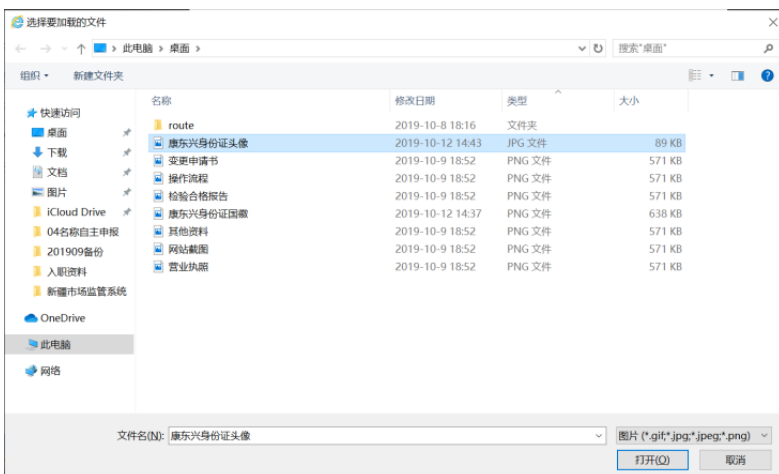 选择要加载的文件
此电脑 › 桌面 ›
搜索"桌面"
组织 新建文件夹
名称 修改日期 类型 大小
快速访问
桌面
下载
文档
图片
iCloud Drive
04名称自主申报
201909备份
入职资料
新疆市场监管系统
OneDrive
此电脑
网络
route 2019-10-8 18:16 文件夹
康东兴身份证头像 2019-10-12 14:43 JPG 文件 89 KB
变更申请书 2019-10-9 18:52 PNG 文件 571 KB
操作流程 2019-10-9 18:52 PNG 文件 571 KB
检验合格报告 2019-10-9 18:52 PNG 文件 571 KB
康东兴身份证国徽 2019-10-12 14:37 PNG 文件 638 KB
其他资料 2019-10-9 18:52 PNG 文件 571 KB
网站截图 2019-10-9 18:52 PNG 文件 571 KB
营业执照 2019-10-9 18:52 PNG 文件 571 KB
文件名(N): 康东兴身份证头像 图片 (*.gif;*.jpg;*.jpeg;*.png)
打开(O) 取消